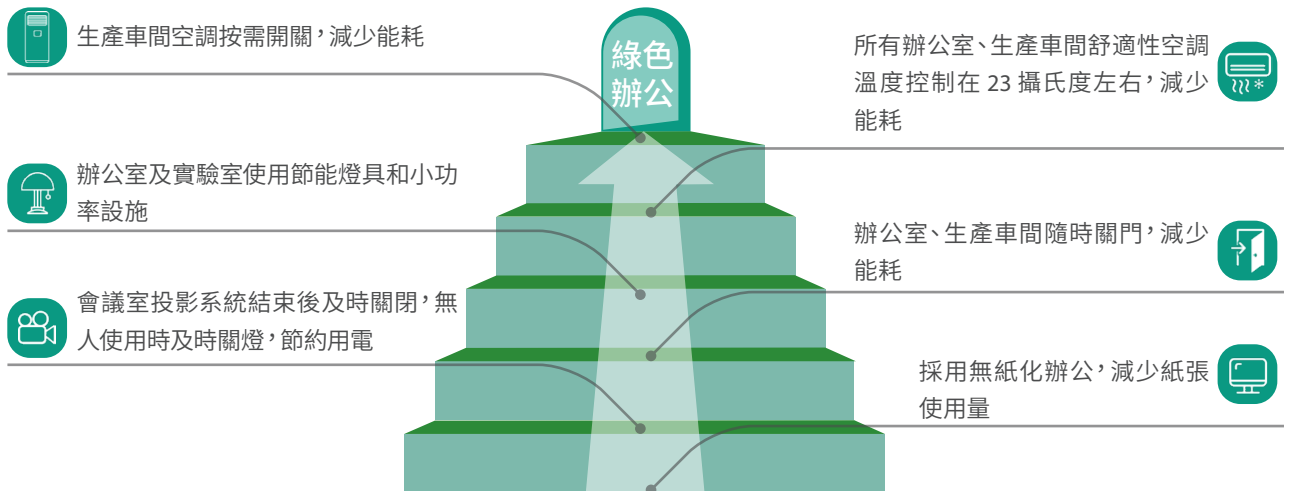 綠色
辦公
生產車間空調按需開關，減少能耗
所有辦公室、生產車間舒適性空調
溫度控制在 23 攝氏度左右，減少
能耗
辦公室及實驗室使用節能燈具和小功
率設施
辦公室、生產車間隨時關門，減少
能耗
會議室投影系統結束後及時關閉，無
人使用時及時關燈，節約用電
採用無紙化辦公，減少紙張
使用量